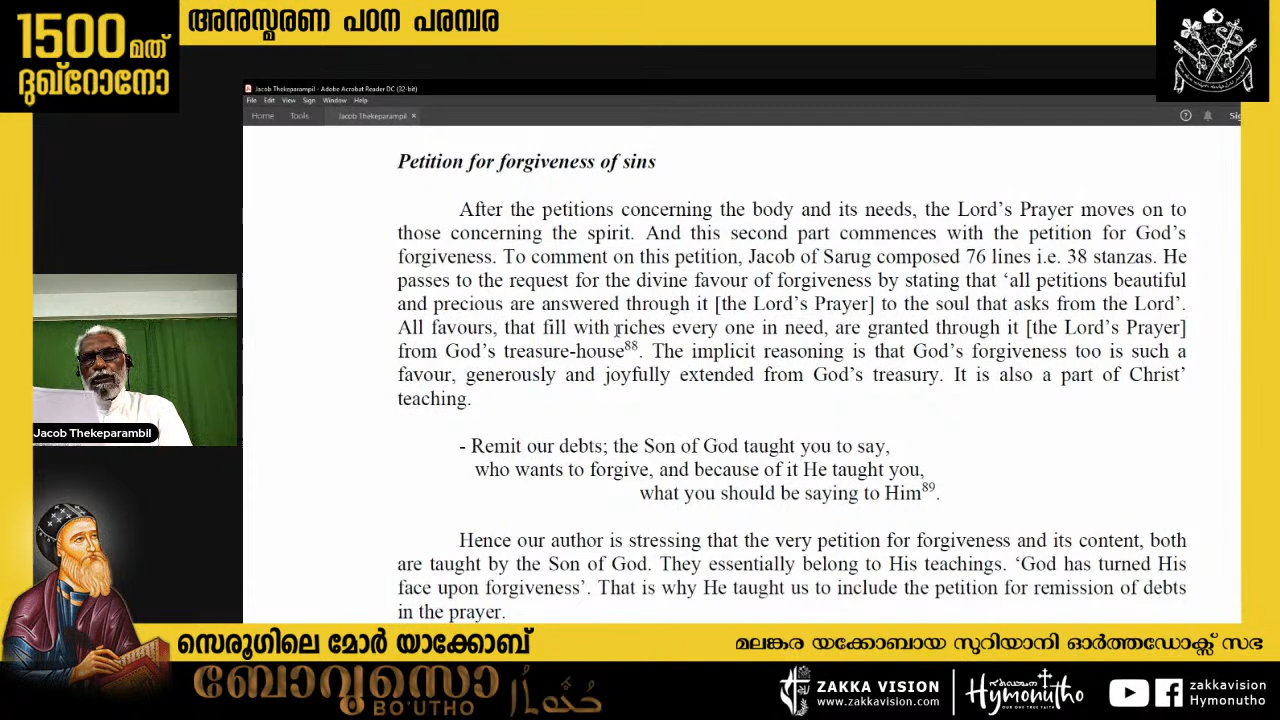 1500 മത്
ദുഖ്റോനോ
അനുസ്മരണ പഠന പരമ്പര
Jacob Thekeparampil - Adobe Acrobat Reader DC (32-bit)
File Edit View Sign Window Help
Home Tools Jacob Thekeparampil ×
Petition for forgiveness of sins
After the petitions concerning the body and its needs, the Lord's Prayer moves on to
those concerning the spirit. And this second part commences with the petition for God's
forgiveness. To comment on this petition, Jacob of Sarug composed 76 lines i.e. 38 stanzas. He
passes to the request for the divine favour of forgiveness by stating that 'all petitions beautiful
and precious are answered through it [the Lord's Prayer] to the soul that asks from the Lord'.
All favours, that fill with riches every one in need, are granted through it [the Lord's Prayer]
from God's treasure-house88. The implicit reasoning is that God's forgiveness too is such a
favour, generously and joyfully extended from God's treasury. It is also a part of Christ'
teaching.
- Remit our debts; the Son of God taught you to say,
who wants to forgive, and because of it He taught you,
what you should be saying to Him89.
Hence our author is stressing that the very petition for forgiveness and its content, both
are taught by the Son of God. They essentially belong to His teachings. 'God has turned His
face upon forgiveness'. That is why He taught us to include the petition for remission of debts
in the prayer.
Jacob Thekeparambil
സെരൂഗിലെ മോർ യാക്കോബ്
മലങ്കര യക്കോബായ സുറിയാനി ഓർത്തഡോക്സ് സഭ
ബോവൂസൊ
BO'UTHO
ZAKKA VISION
www.zakkavision.com
Hymonutho
OUR ONE TRUE FAITH
zakkavision
Hymonutho